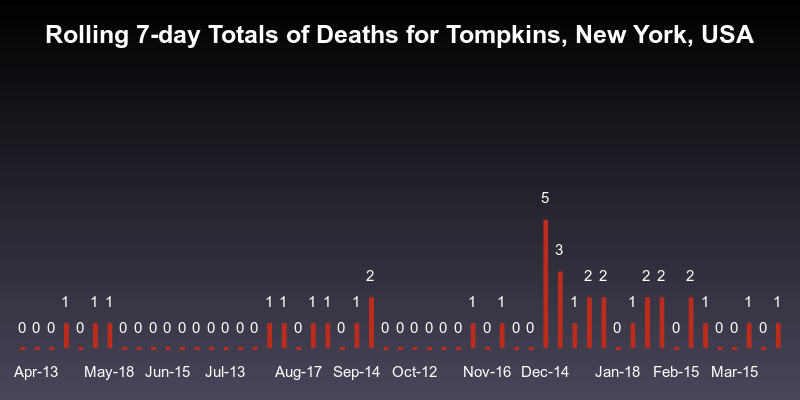 Rolling 7-day Totals of Deaths for Tompkins, New York, USA
5
3
2 2 2 2 2 2
1 1 1 1 1 1 1 1 1 1 1 1 1 1 1
0 0 0 0 0 0 0 0 0 0 0 0 0 0 0 0 0 0 0 0 0 0 0 0 0 0 0 0 0 0
Apr-13 May-18 Jun-15 Jul-13 Aug-17 Sep-14 Oct-12 Nov-16 Dec-14 Jan-18 Feb-15 Mar-15